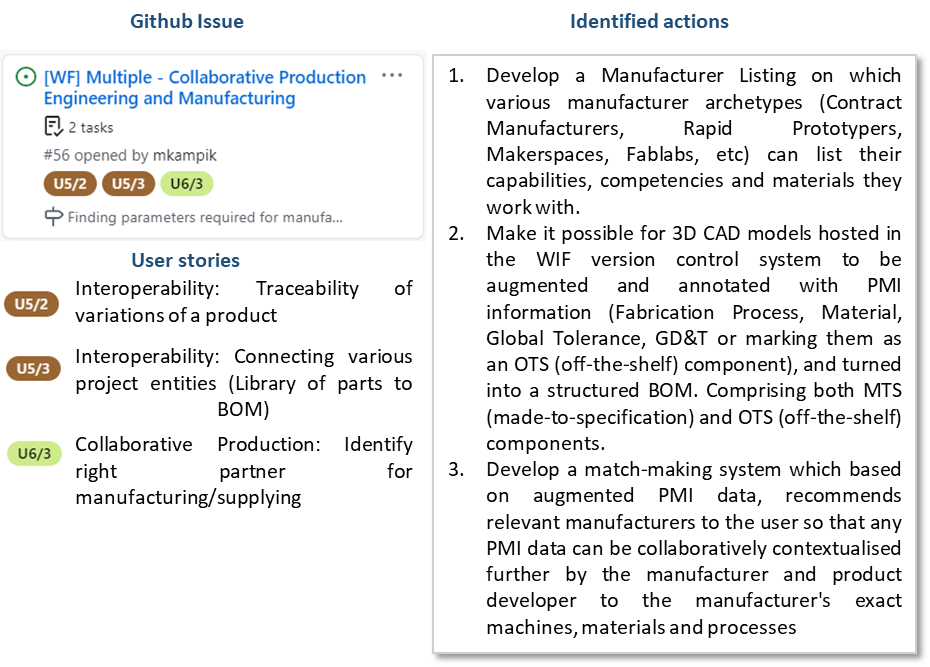 Github Issue
[WF] Multiple - Collaborative Production
Engineering and Manufacturing
2 tasks
#56 opened by mkampik
U5/2 U5/3 U6/3
Finding parameters required for manufa...
User stories
U5/2
Interoperability: Traceability of
variations of a product
U5/3
Interoperability: Connecting various
project entities (Library of parts to
BOM)
U6/3
Collaborative Production: Identify
right partner for
manufacturing/supplying
Identified actions
1. Develop a Manufacturer Listing on which
various manufacturer archetypes (Contract
Manufacturers, Rapid Prototypers,
Makerspaces, Fablabs, etc) can list their
capabilities, competencies and materials they
work with.
2. Make it possible for 3D CAD models hosted in
the WIF version control system to be
augmented and annotated with PMI
information (Fabrication Process, Material,
Global Tolerance, GD&T or marking them as
an OTS (off-the-shelf) component), and turned
into a structured BOM. Comprising both MTS
(made-to-specification) and OTS (off-the-shelf)
components.
3. Develop a match-making system which based
on augmented PMI data, recommends
relevant manufacturers to the user so that any
PMI data can be collaboratively contextualised
further by the manufacturer and product
developer to the manufacturer's exact
machines, materials and processes